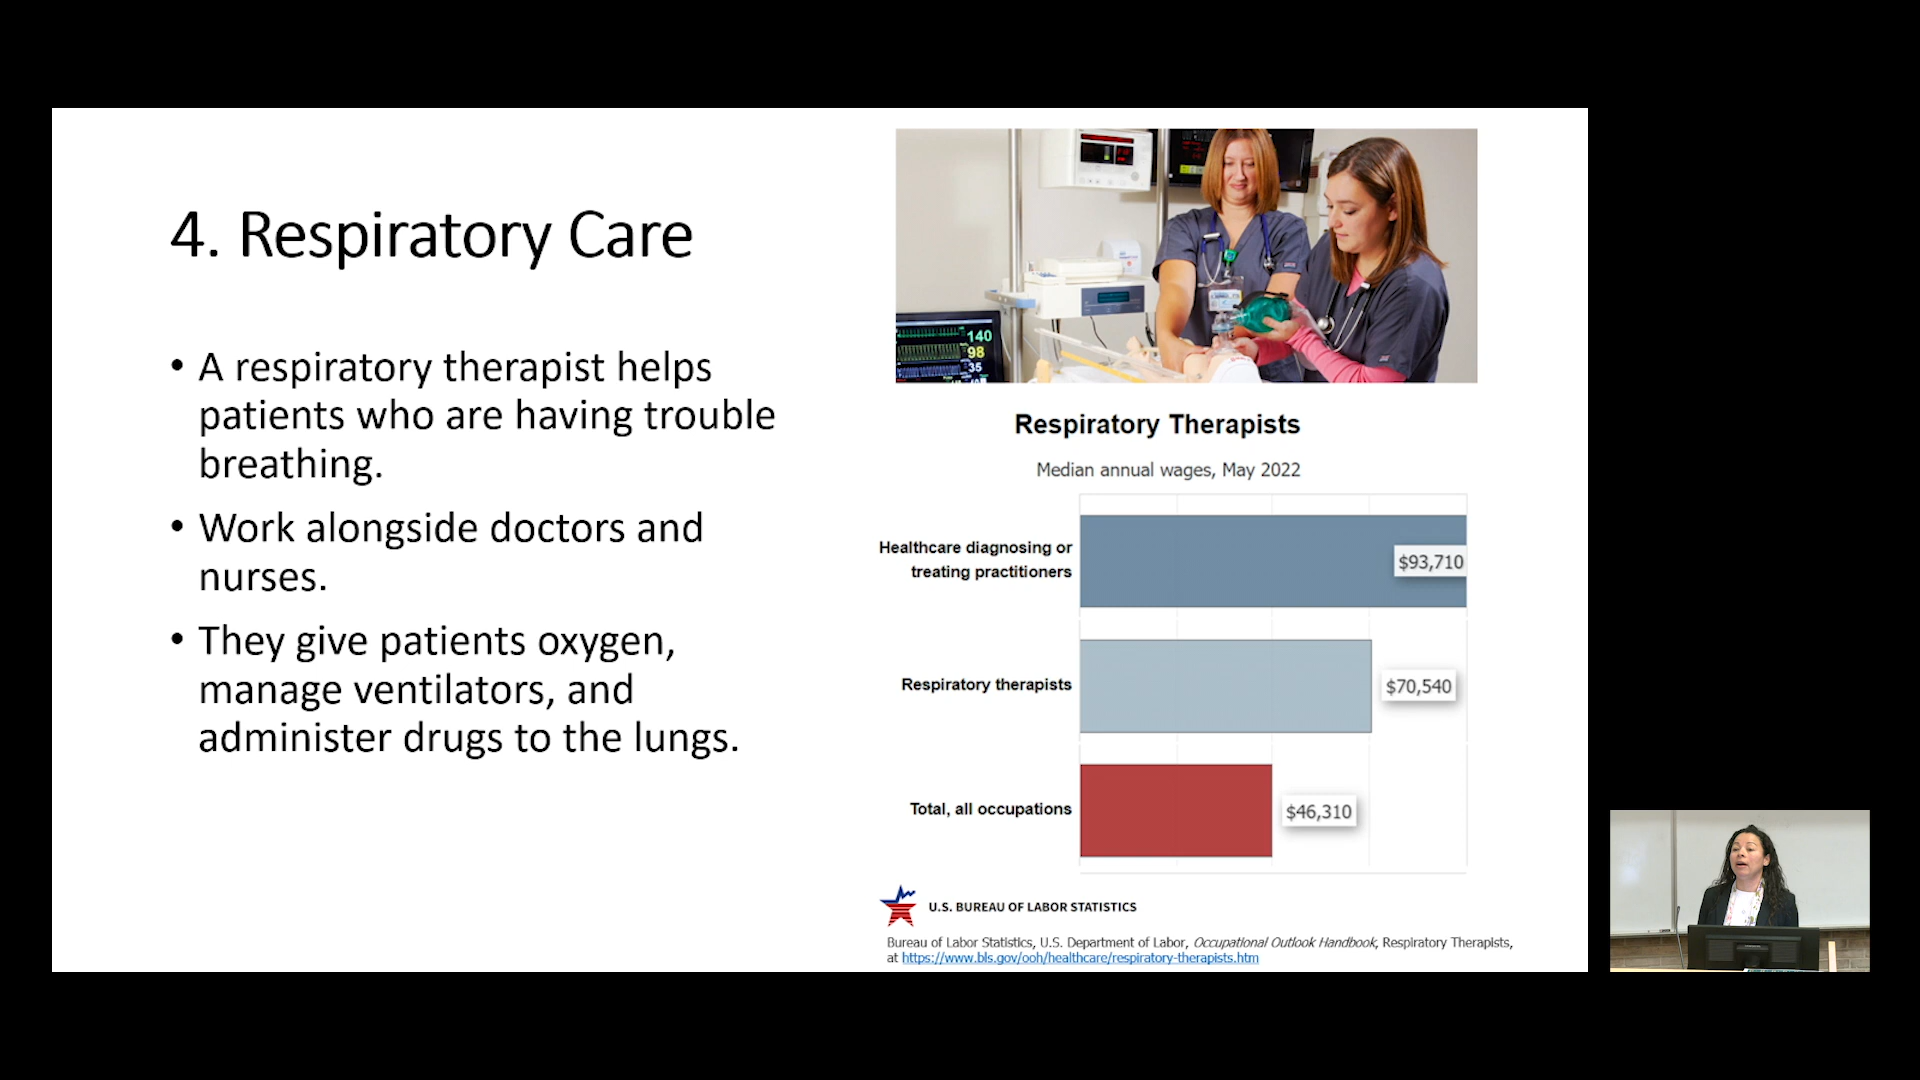 4. Respiratory Care
• A respiratory therapist helps
patients who are having trouble
breathing.
• Work alongside doctors and
nurses.
• They give patients oxygen,
manage ventilators, and
administer drugs to the lungs.
140
98
35
Respiratory Therapists
Median annual wages, May 2022
Healthcare diagnosing or
treating practitioners
$93,710
Respiratory therapists
$70,540
Total, all occupations
$46,310
U.S. BUREAU OF LABOR STATISTICS
Bureau of Labor Statistics, U.S. Department of Labor, Occupational Outlook Handbook, Respiratory Therapists,
at https://www.bls.gov/ooh/healthcare/respiratory-therapists.htm